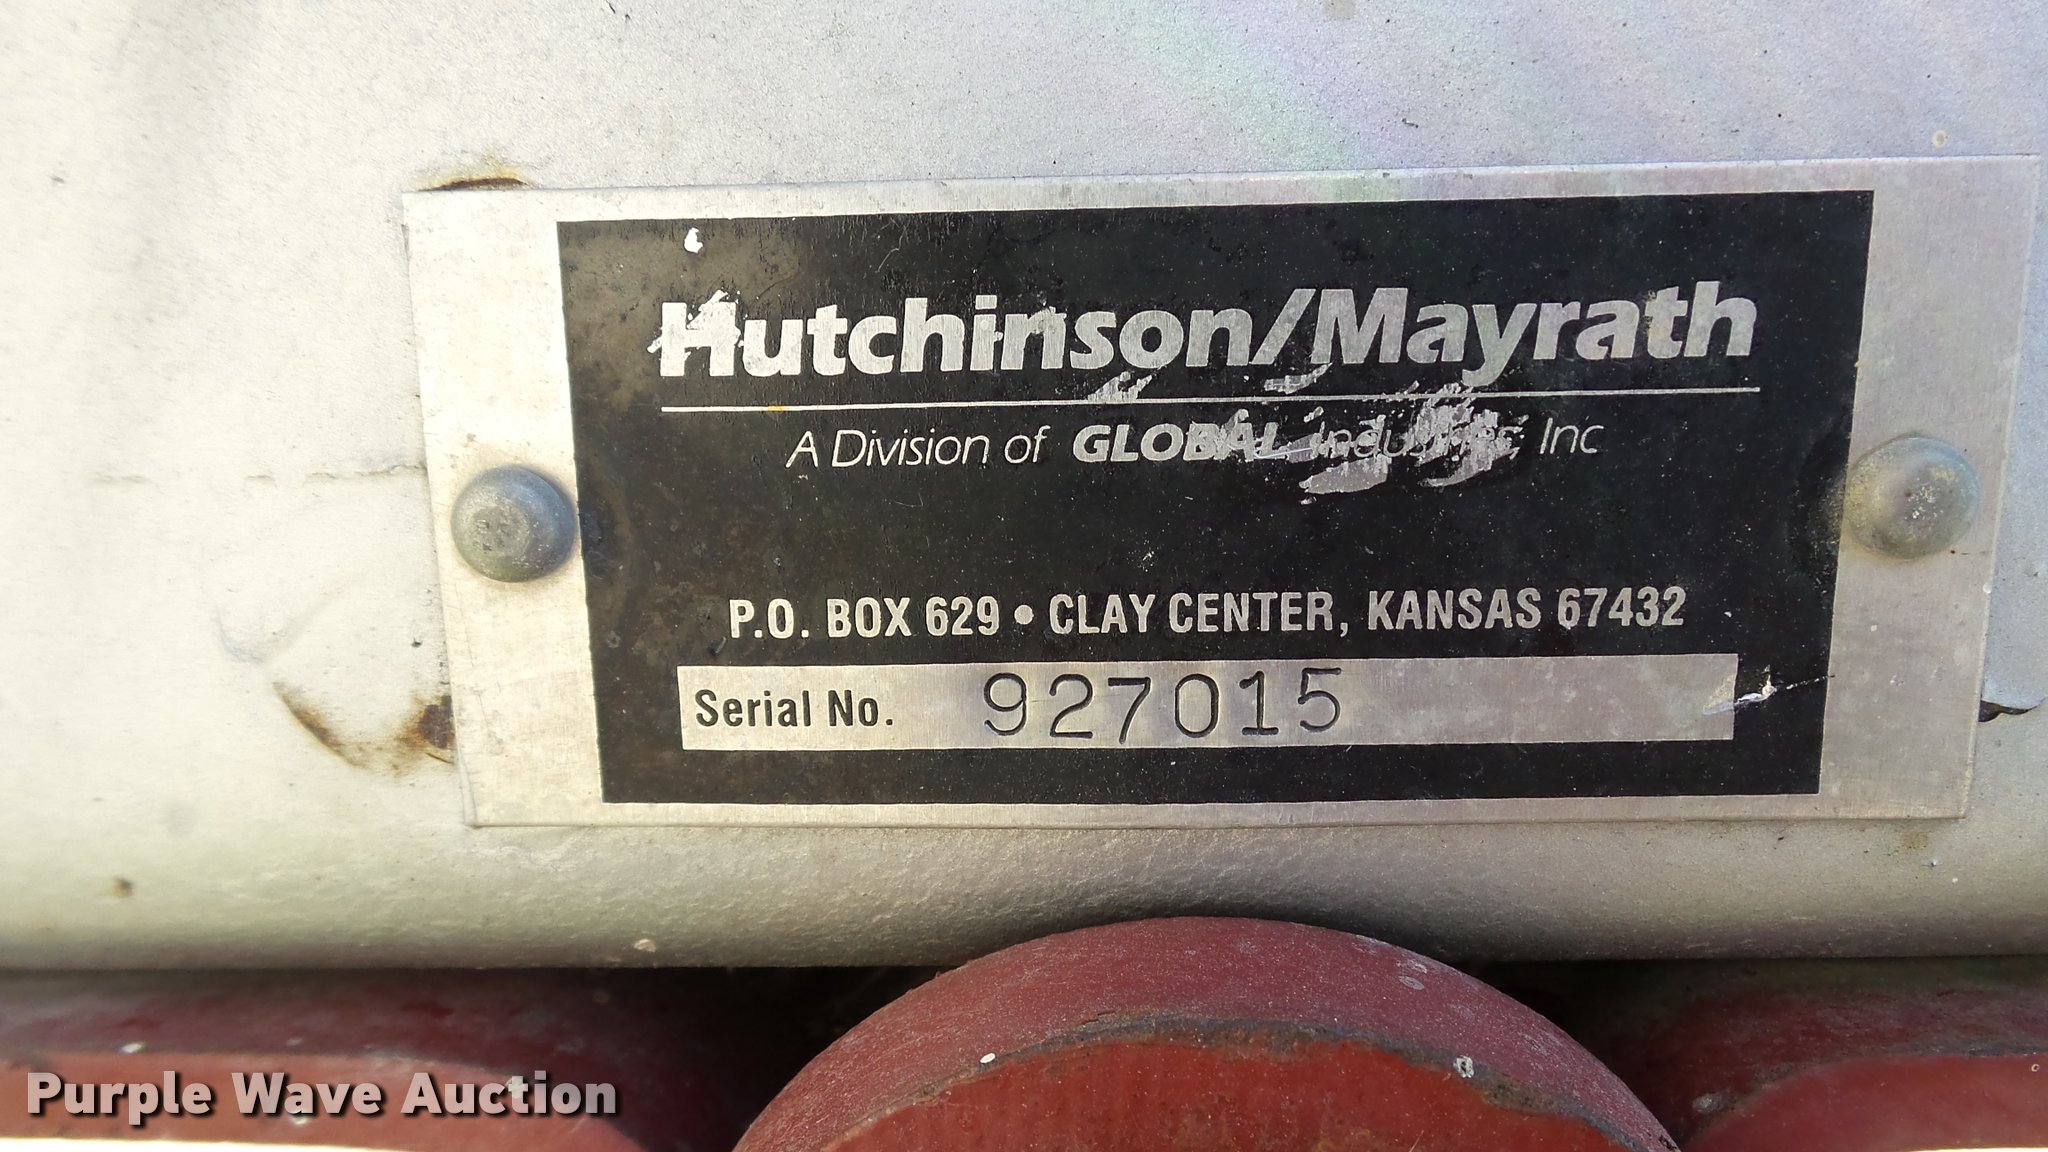 Hutchinson/Mayrath
A Division of GLOBAL Industries, Inc
P.O. BOX 629 • CLAY CENTER, KANSAS 67432
Serial No. 927015
Purple Wave Auction